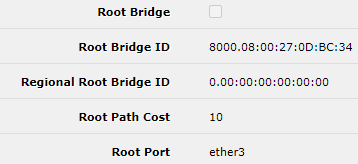 Root Bridge
Root Bridge ID 8000.08:00:27:0D:BC:34
Regional Root Bridge ID 0.00:00:00:00:00:00
Root Path Cost 10
Root Port ether3